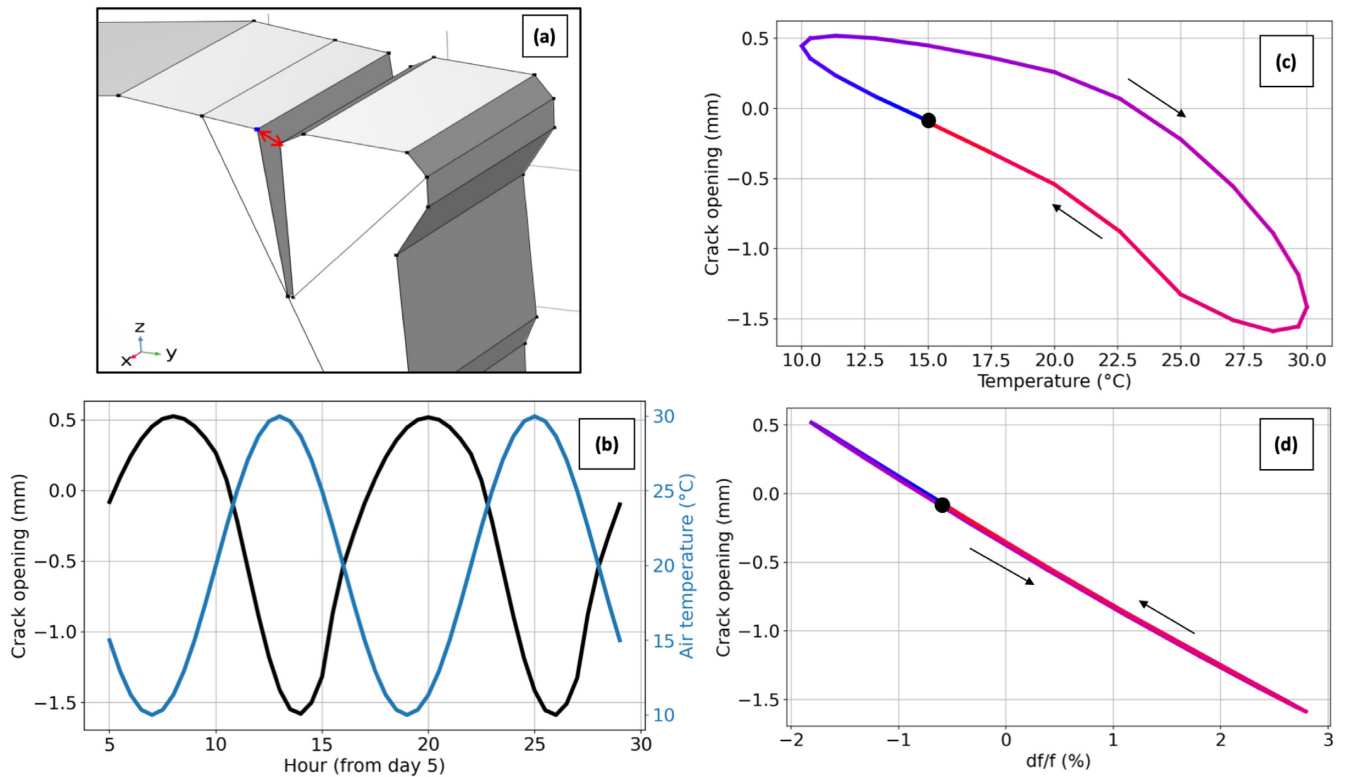 (a)
z
x
y
(c)
Crack opening (mm)
0.5
0.0
−0.5
−1.0
−1.5
10.0 12.5 15.0 17.5 20.0 22.5 25.0 27.5 30.0
Temperature (°C)
(b)
Crack opening (mm)
0.5
0.0
−0.5
−1.0
−1.5
30
25
20
15
10
Air temperature (°C)
5 10 15 20 25 30
Hour (from day 5)
(d)
Crack opening (mm)
0.5
0.0
−0.5
−1.0
−1.5
−2 −1 0 1 2 3
df/f (%)